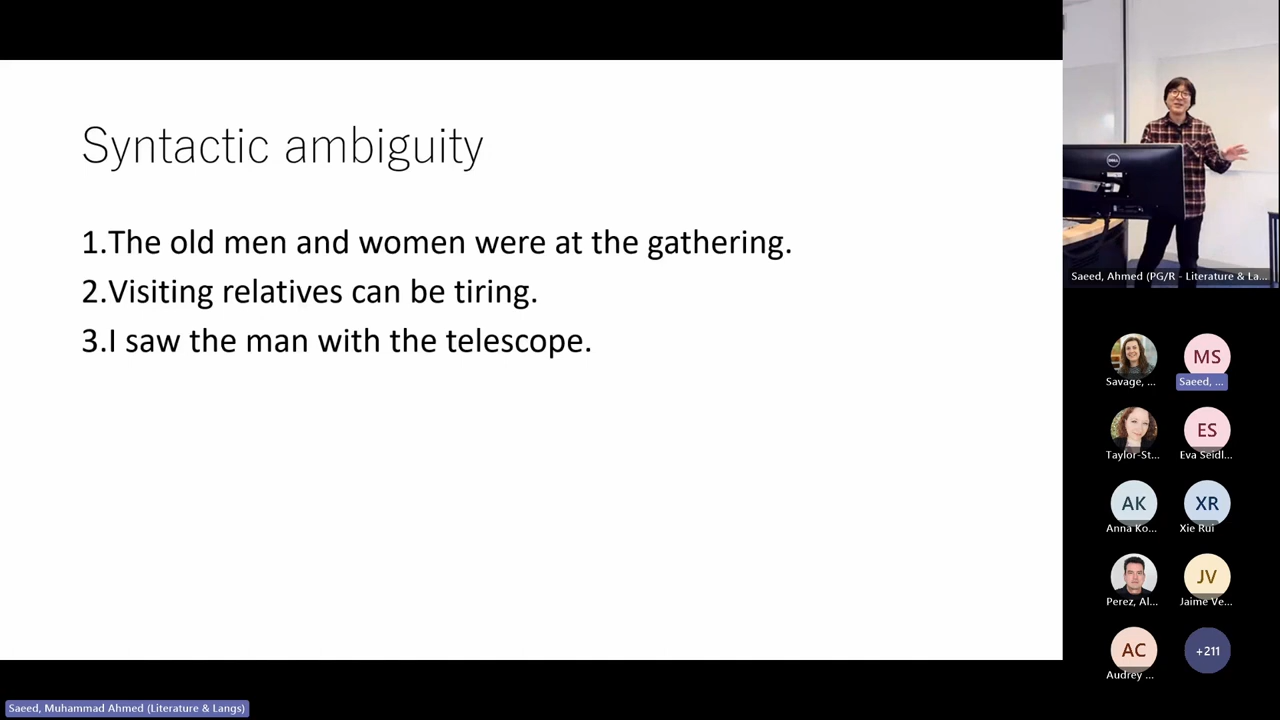 Syntactic ambiguity
1.The old men and women were at the gathering.
2.Visiting relatives can be tiring.
3.I saw the man with the telescope.
DELL
Saeed, Ahmed (PG/R - Literature & La...
MS
Savage, ...
Saeed, ...
ES
Taylor-St...
Eva Seidl...
AK
XR
Anna Ko...
Xie Rui
JV
Perez, Al...
Jaime Ve...
AC
+211
Audrey ...
Saeed, Muhammad Ahmed (Literature & Langs)